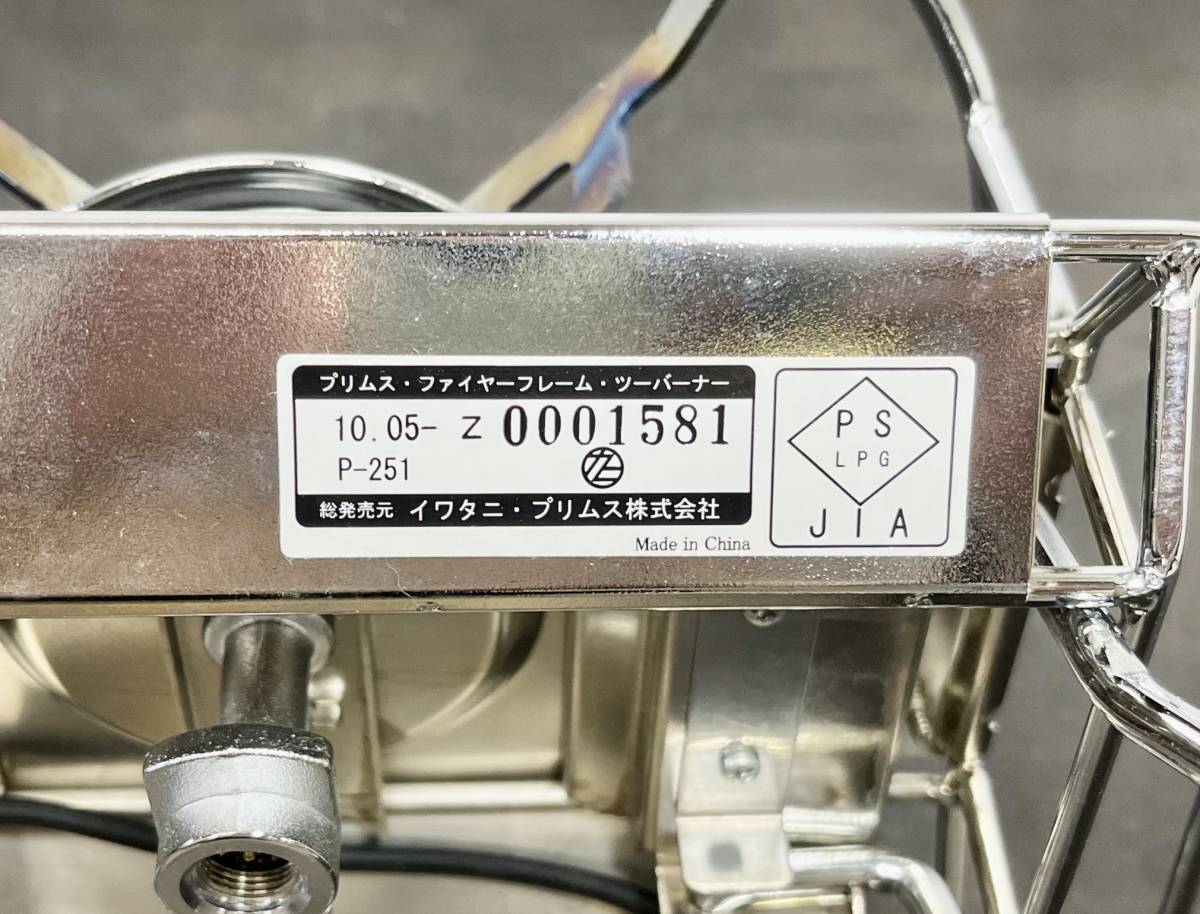 プリムス・ファイヤーフレーム・ツーバーナー
10.05- Z 0001581
P-251
総発売元 イワタニ・プリムス株式会社
Made in China
PS
LPG
JIA